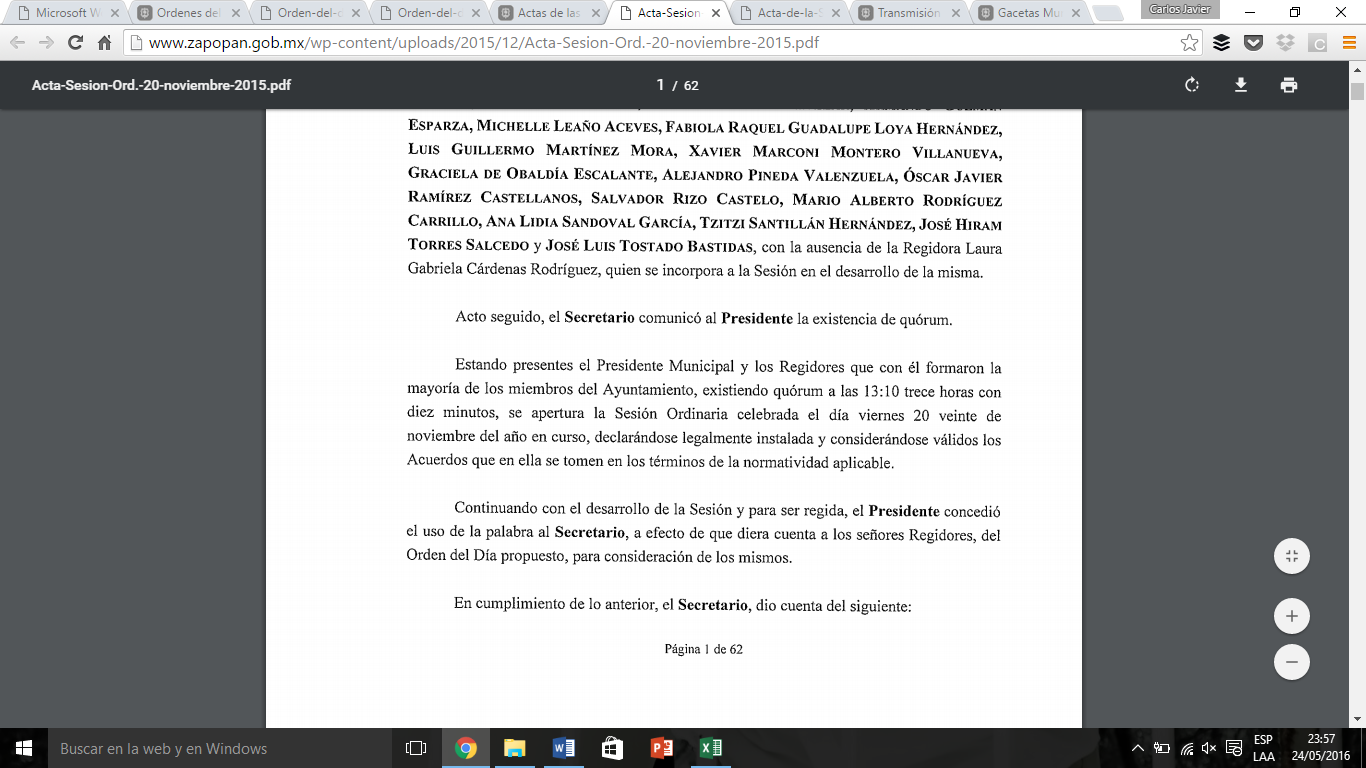 Microsoft W
Ordenes del
Orden-del-d
Orden-del-d
Actas de las
Acta-Sesion-
Acta-de-la-S
Transmisión
Gacetas Mu
Carlos Javier
www.zapopan.gob.mx/wp-content/uploads/2015/12/Acta-Sesion-Ord.-20-noviembre-2015.pdf
Acta-Sesion-Ord.-20-noviembre-2015.pdf
1 / 62
ESPARZA, MICHELLE LEAÑO ACEVES, FABIOLA RAQUEL GUADALUPE LOYA HERNÁNDEZ,
LUIS GUILLERMO MARTÍNEZ MORA, XAVIER MARCONI MONTERO VILLANUEVA,
GRACIELA DE OBALDÍA ESCALANTE, ALEJANDRO PINEDA VALENZUELA, ÓSCAR JAVIER
RAMÍREZ CASTELLANOS, SALVADOR RIZO CASTELO, MARIO ALBERTO RODRÍGUEZ
CARRILLO, ANA LIDIA SANDOVAL GARCÍA, TZITZI SANTILLÁN HERNÁNDEZ, JOSÉ HIRAM
TORRES SALCEDO y JOSÉ LUIS TOSTADO BASTIDAS, con la ausencia de la Regidora Laura
Gabriela Cárdenas Rodríguez, quien se incorpora a la Sesión en el desarrollo de la misma.
Acto seguido, el Secretario comunicó al Presidente la existencia de quórum.
Estando presentes el Presidente Municipal y los Regidores que con él formaron la
mayoría de los miembros del Ayuntamiento, existiendo quórum a las 13:10 trece horas con
diez minutos, se apertura la Sesión Ordinaria celebrada el día viernes 20 veinte de
noviembre del año en curso, declarándose legalmente instalada y considerándose válidos los
Acuerdos que en ella se tomen en los términos de la normatividad aplicable.
Continuando con el desarrollo de la Sesión y para ser regida, el Presidente concedió
el uso de la palabra al Secretario, a efecto de que diera cuenta a los señores Regidores, del
Orden del Día propuesto, para consideración de los mismos.
En cumplimiento de lo anterior, el Secretario, dio cuenta del siguiente:
Página 1 de 62
Buscar en la web y en Windows
ESP
LAA
23:57
24/05/2016